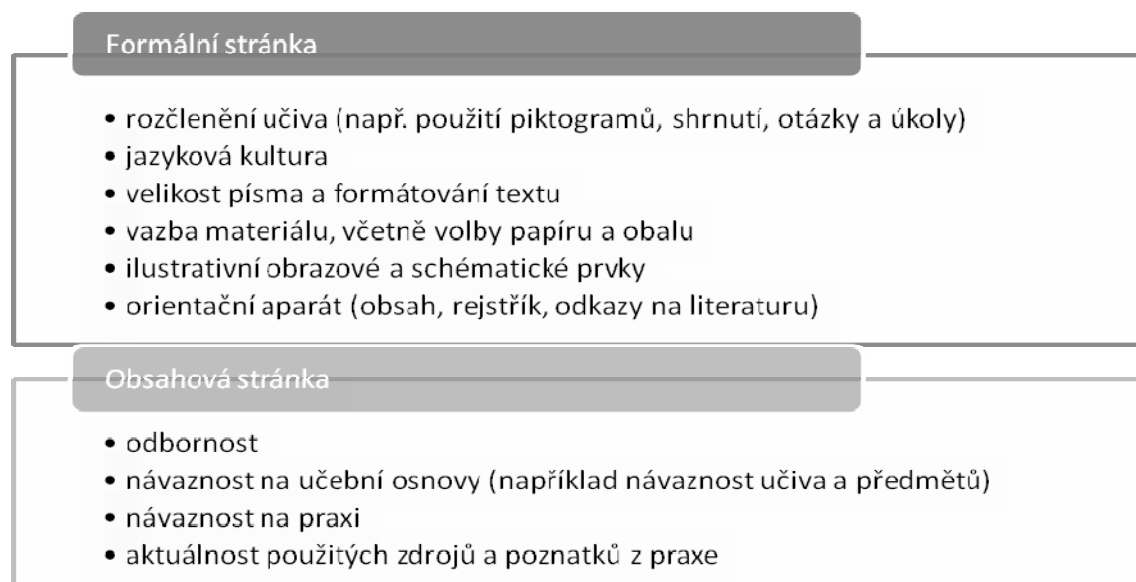 Formální stránka
• rozčlenění učiva (např. použití piktogramů, shrnutí, otázky a úkoly)
• jazyková kultura
• velikost písma a formátování textu
• vazba materiálu, včetně volby papíru a obalu
• ilustrativní obrazové a schématické prvky
• orientační aparát (obsah, rejstřík, odkazy na literaturu)
Obsahová stránka
• odbornost
• návaznost na učební osnovy (například návaznost učiva a předmětů)
• návaznost na praxi
• aktuálnost použitých zdrojů a poznatků z praxe